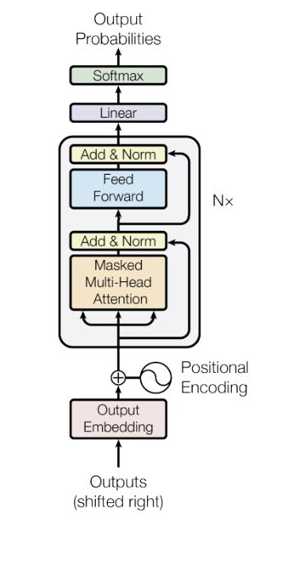 Output
Probabilities
Softmax
Linear
Add & Norm
Feed
Forward
Nx
Add & Norm
Masked
Multi-Head
Attention
Positional
Encoding
Output
Embedding
Outputs
(shifted right)